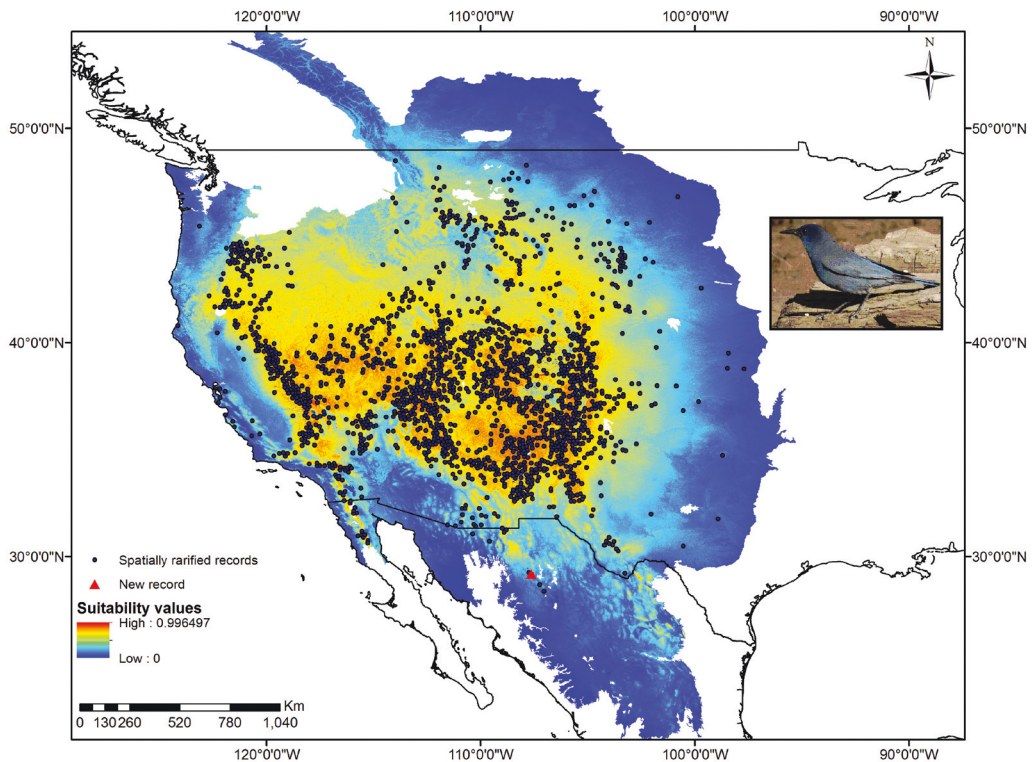 120°0'0"W
110°0'0"W
100°0'0"W
90°0'0"W
N
50°0'0"N
50°0'0"N
40°0'0"N
40°0'0"N
30°0'0"N
30°0'0"N
Spatially rarified records
New record
Suitability values
High : 0.996497
Low : 0
Km
0 130 260 520 780 1,040
120°0'0"W
110°0'0"W
100°0'0"W
90°0'0"W